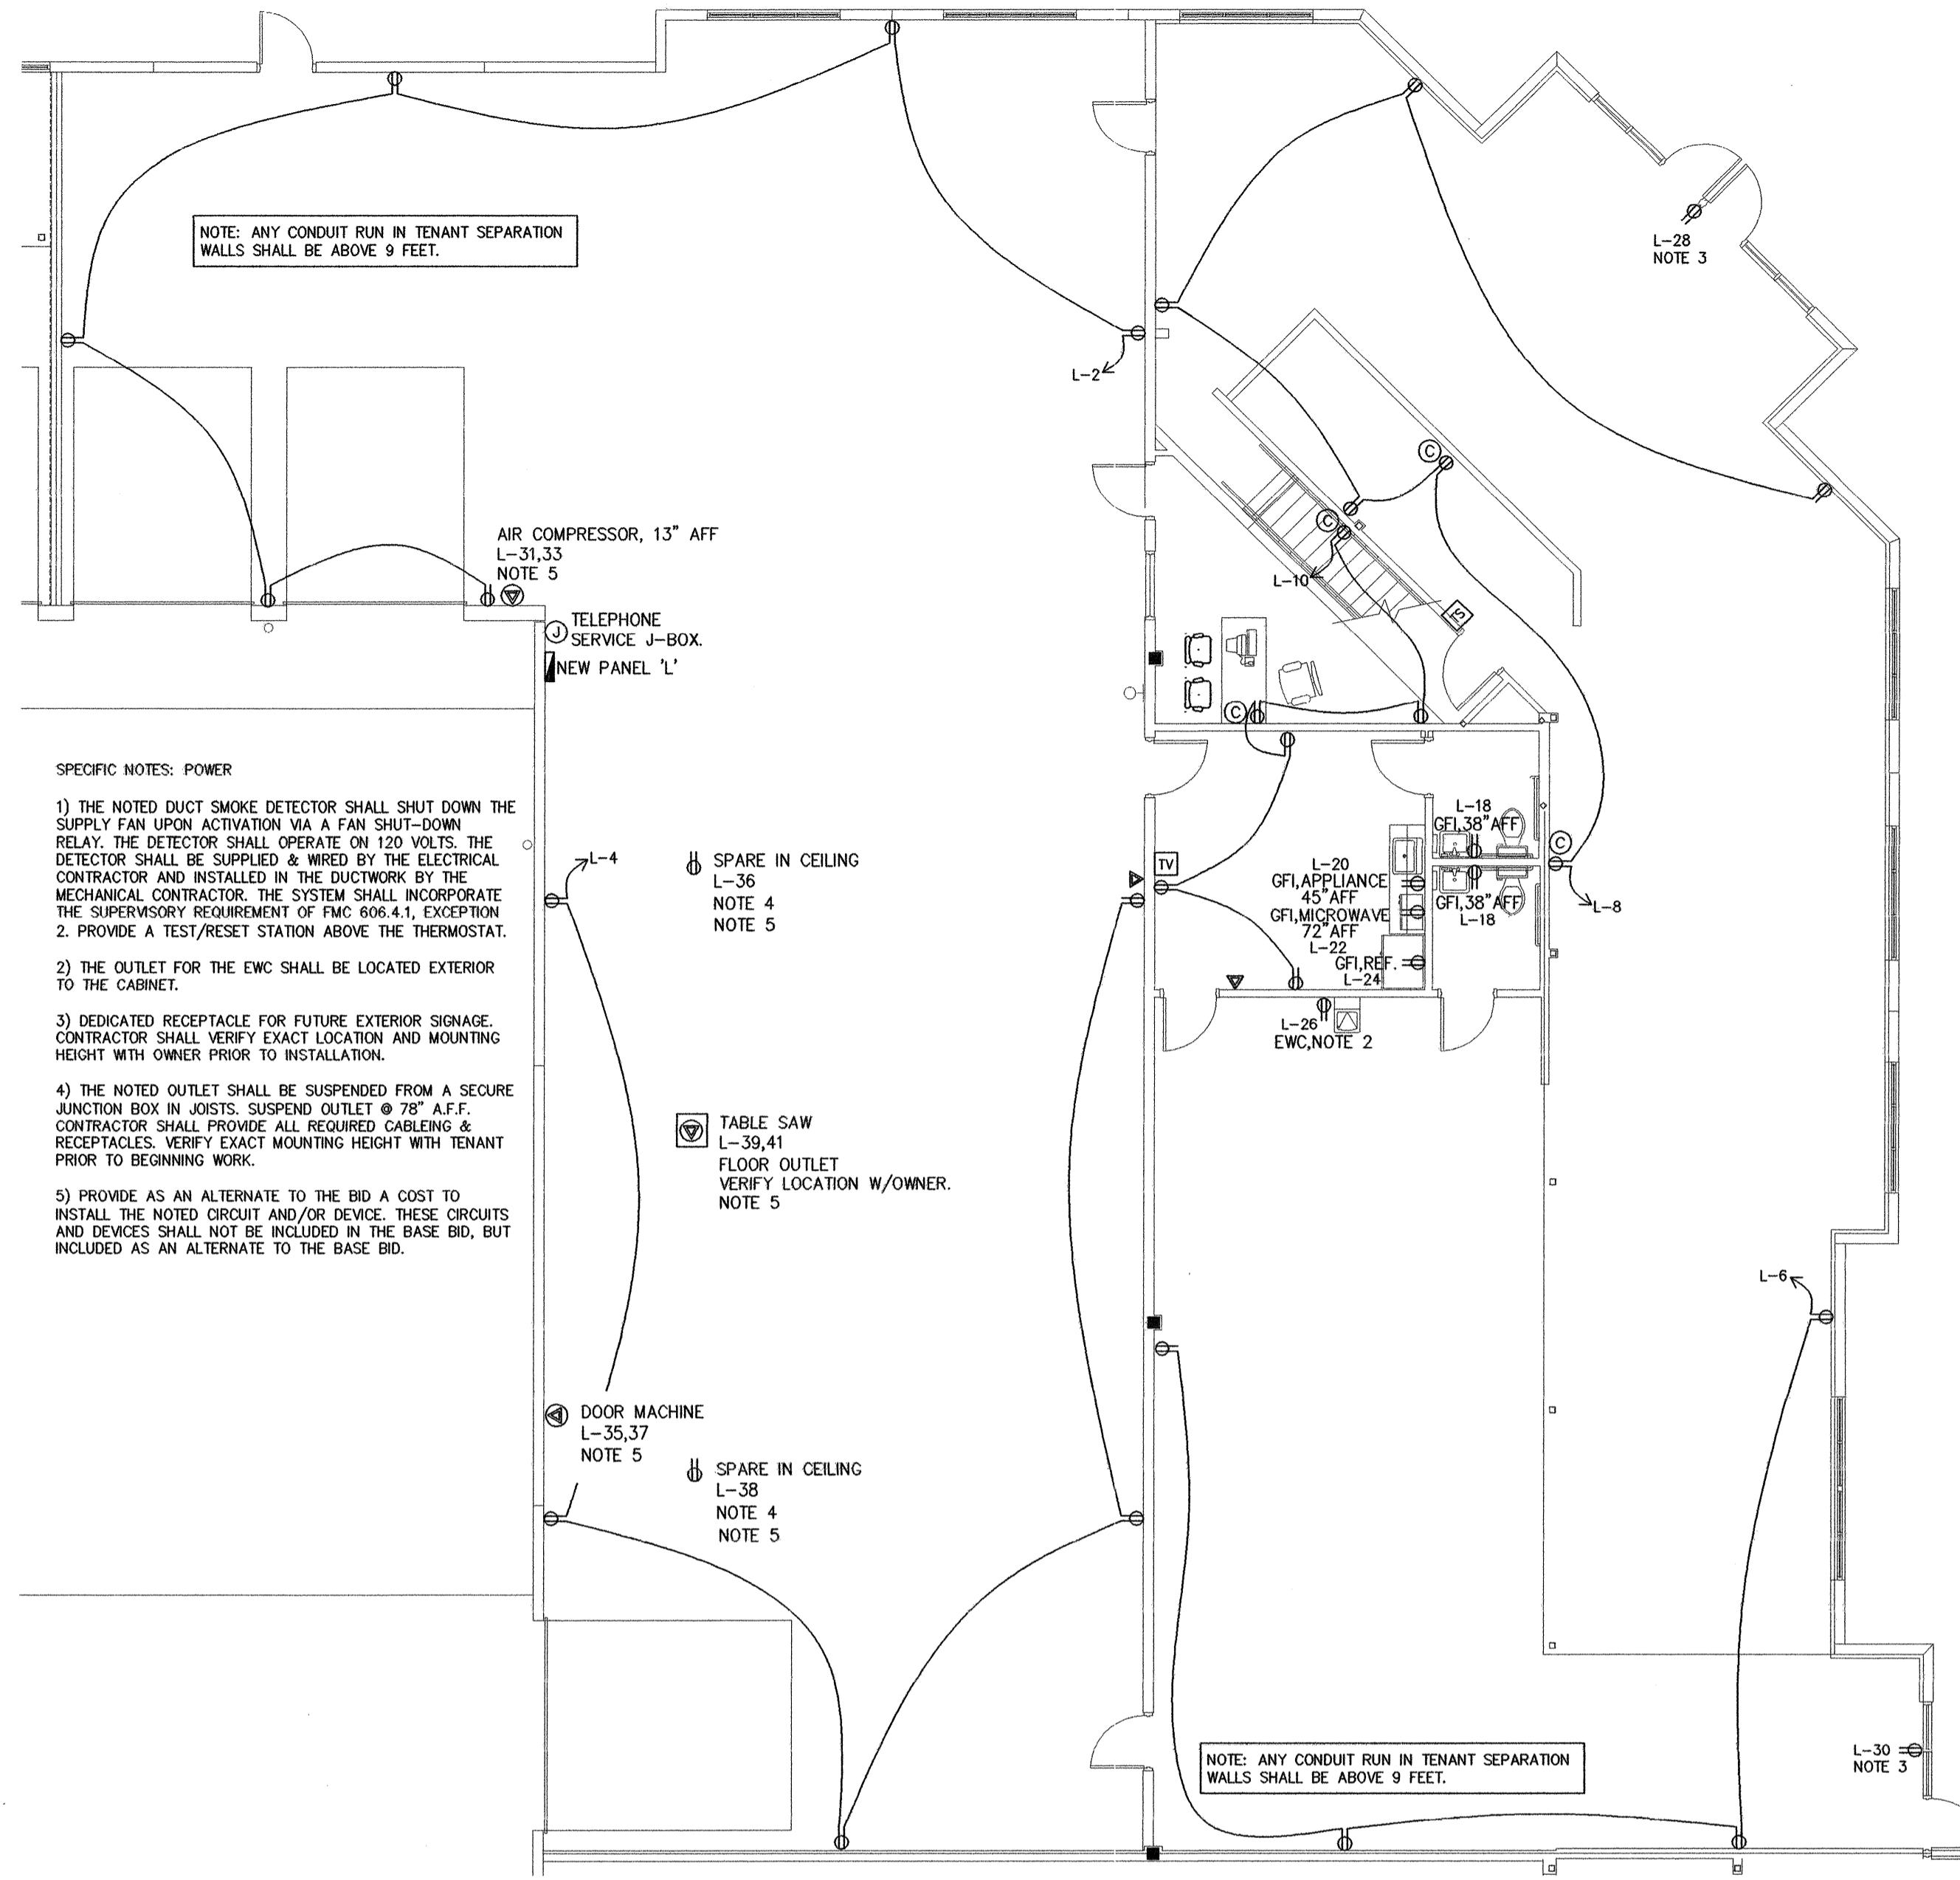 NOTE: ANY CONDUIT RUN IN TENANT SEPARATION
WALLS SHALL BE ABOVE 9 FEET.
L-28
NOTE 3
L-2
AIR COMPRESSOR, 13" AFF
L-31,33
NOTE 5
C
C
L-10
TS
J
TELEPHONE
SERVICE J-BOX.
NEW PANEL 'L'
C
SPECIFIC NOTES: POWER
1) THE NOTED DUCT SMOKE DETECTOR SHALL SHUT DOWN THE
SUPPLY FAN UPON ACTIVATION VIA A FAN SHUT-DOWN
RELAY. THE DETECTOR SHALL OPERATE ON 120 VOLTS. THE
DETECTOR SHALL BE SUPPLIED & WIRED BY THE ELECTRICAL
CONTRACTOR AND INSTALLED IN THE DUCTWORK BY THE
MECHANICAL CONTRACTOR. THE SYSTEM SHALL INCORPORATE
THE SUPERVISORY REQUIREMENT OF FMC 606.4.1, EXCEPTION
2. PROVIDE A TEST/RESET STATION ABOVE THE THERMOSTAT.
2) THE OUTLET FOR THE EWC SHALL BE LOCATED EXTERIOR
TO THE CABINET.
3) DEDICATED RECEPTACLE FOR FUTURE EXTERIOR SIGNAGE.
CONTRACTOR SHALL VERIFY EXACT LOCATION AND MOUNTING
HEIGHT WITH OWNER PRIOR TO INSTALLATION.
4) THE NOTED OUTLET SHALL BE SUSPENDED FROM A SECURE
JUNCTION BOX IN JOISTS. SUSPEND OUTLET @ 78" A.F.F.
CONTRACTOR SHALL PROVIDE ALL REQUIRED CABLEING &
RECEPTACLES. VERIFY EXACT MOUNTING HEIGHT WITH TENANT
PRIOR TO BEGINNING WORK.
5) PROVIDE AS AN ALTERNATE TO THE BID A COST TO
INSTALL THE NOTED CIRCUIT AND/OR DEVICE. THESE CIRCUITS
AND DEVICES SHALL NOT BE INCLUDED IN THE BASE BID, BUT
INCLUDED AS AN ALTERNATE TO THE BASE BID.
L-4
SPARE IN CEILING
L-36
NOTE 4
NOTE 5
TV
L-20
GFI,APPLIANCE
45"AFF
GFI,MICROWAVE
72"AFF
L-22
GFI,REF.
L-24
L-18
GFI,38"AFF
GFI,38"AFF
L-18
C
L-8
L-26
EWC,NOTE 2
TABLE SAW
L-39,41
FLOOR OUTLET
VERIFY LOCATION W/OWNER.
NOTE 5
L-6
DOOR MACHINE
L-35,37
NOTE 5
SPARE IN CEILING
L-38
NOTE 4
NOTE 5
NOTE: ANY CONDUIT RUN IN TENANT SEPARATION
WALLS SHALL BE ABOVE 9 FEET.
L-30
NOTE 3